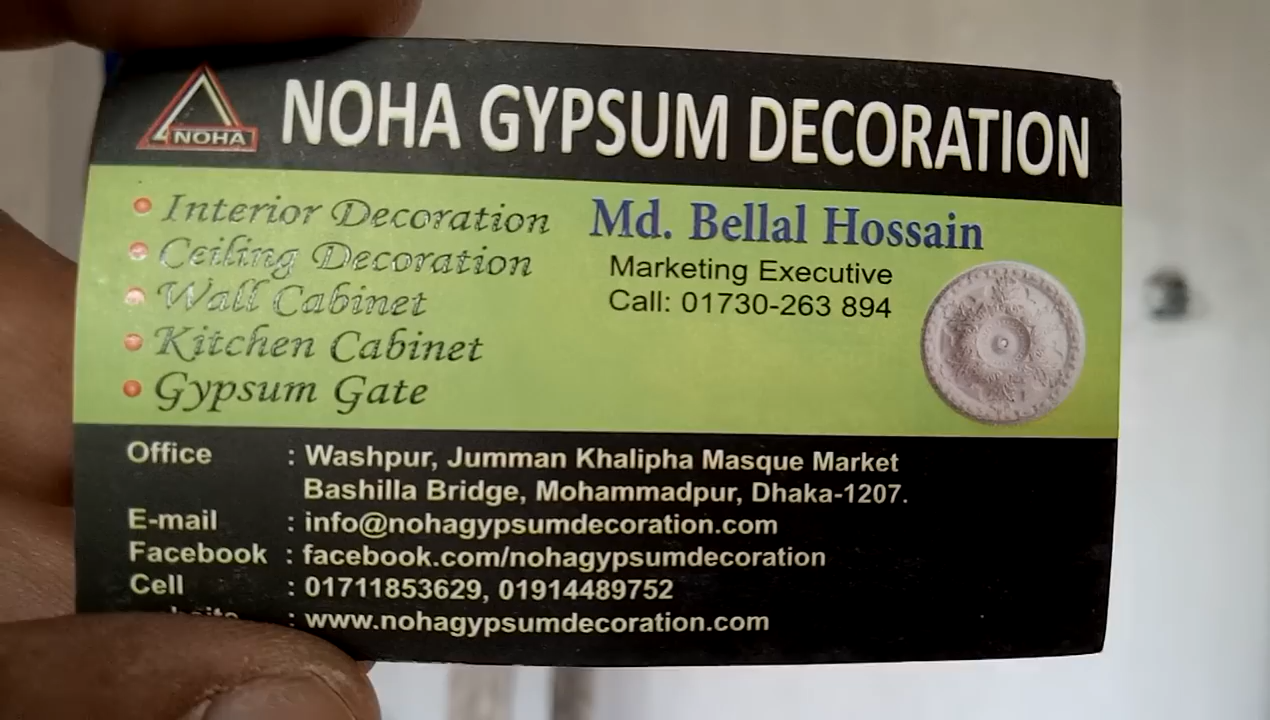 NOHA
NOHA GYPSUM DECORATION
Interior Decoration
Ceiling Decoration
Wall Cabinet
Kitchen Cabinet
Gypsum Gate
Md. Bellal Hossain
Marketing Executive
Call: 01730-263 894
Office : Washpur, Jumman Khalipha Masque Market
Bashilla Bridge, Mohammadpur, Dhaka-1207.
E-mail : info@nohagypsumdecoration.com
Facebook : facebook.com/nohagypsumdecoration
Cell : 01711853629, 01914489752
: www.nohagypsumdecoration.com